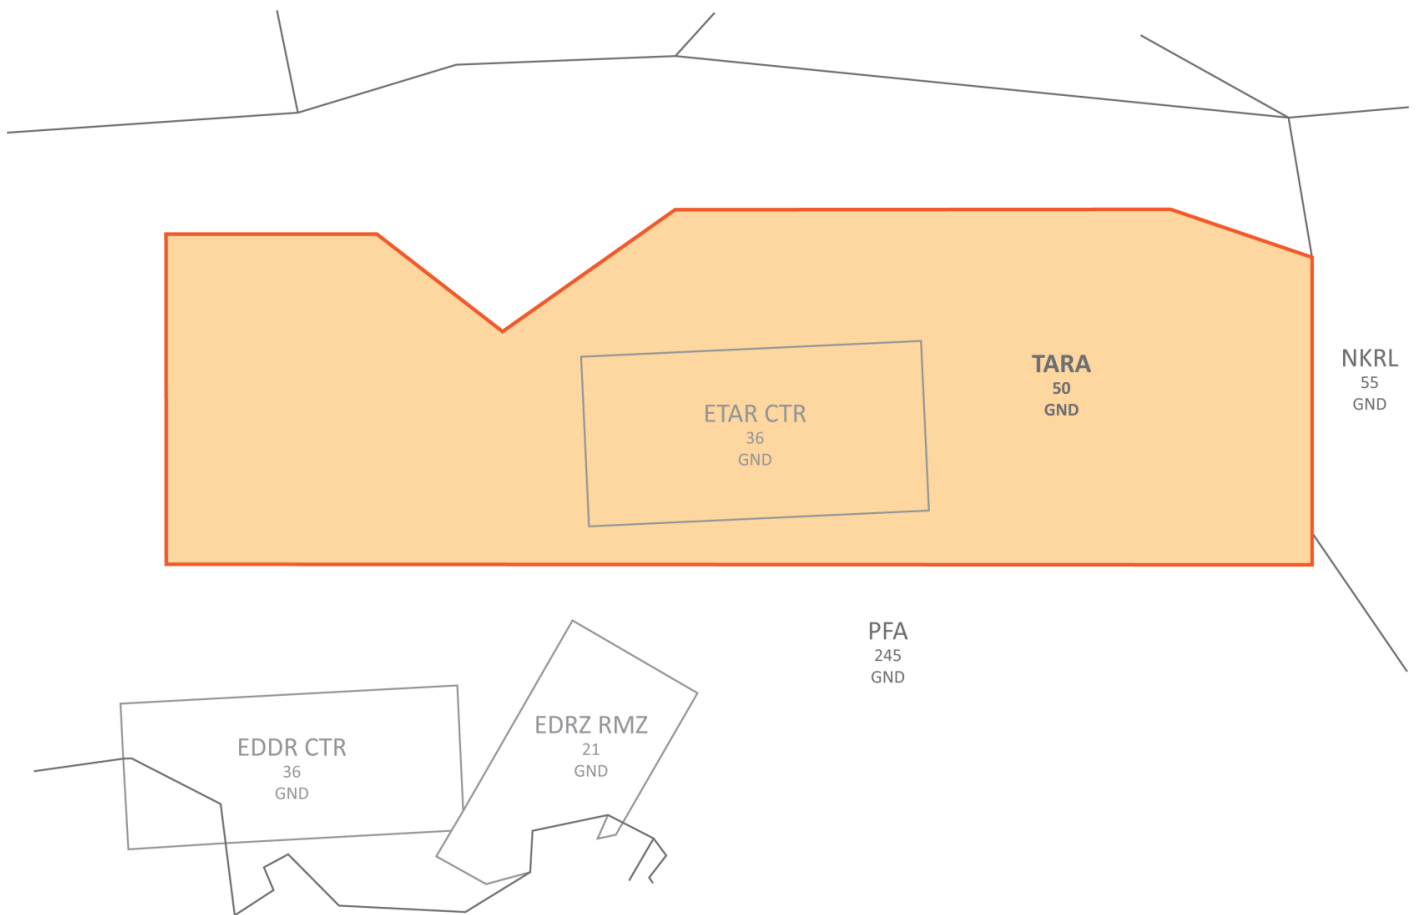 TARA
50
GND
NKRL
55
GND
ETAR CTR
36
GND
PFA
245
GND
EDRZ RMZ
21
GND
EDDR CTR
36
GND